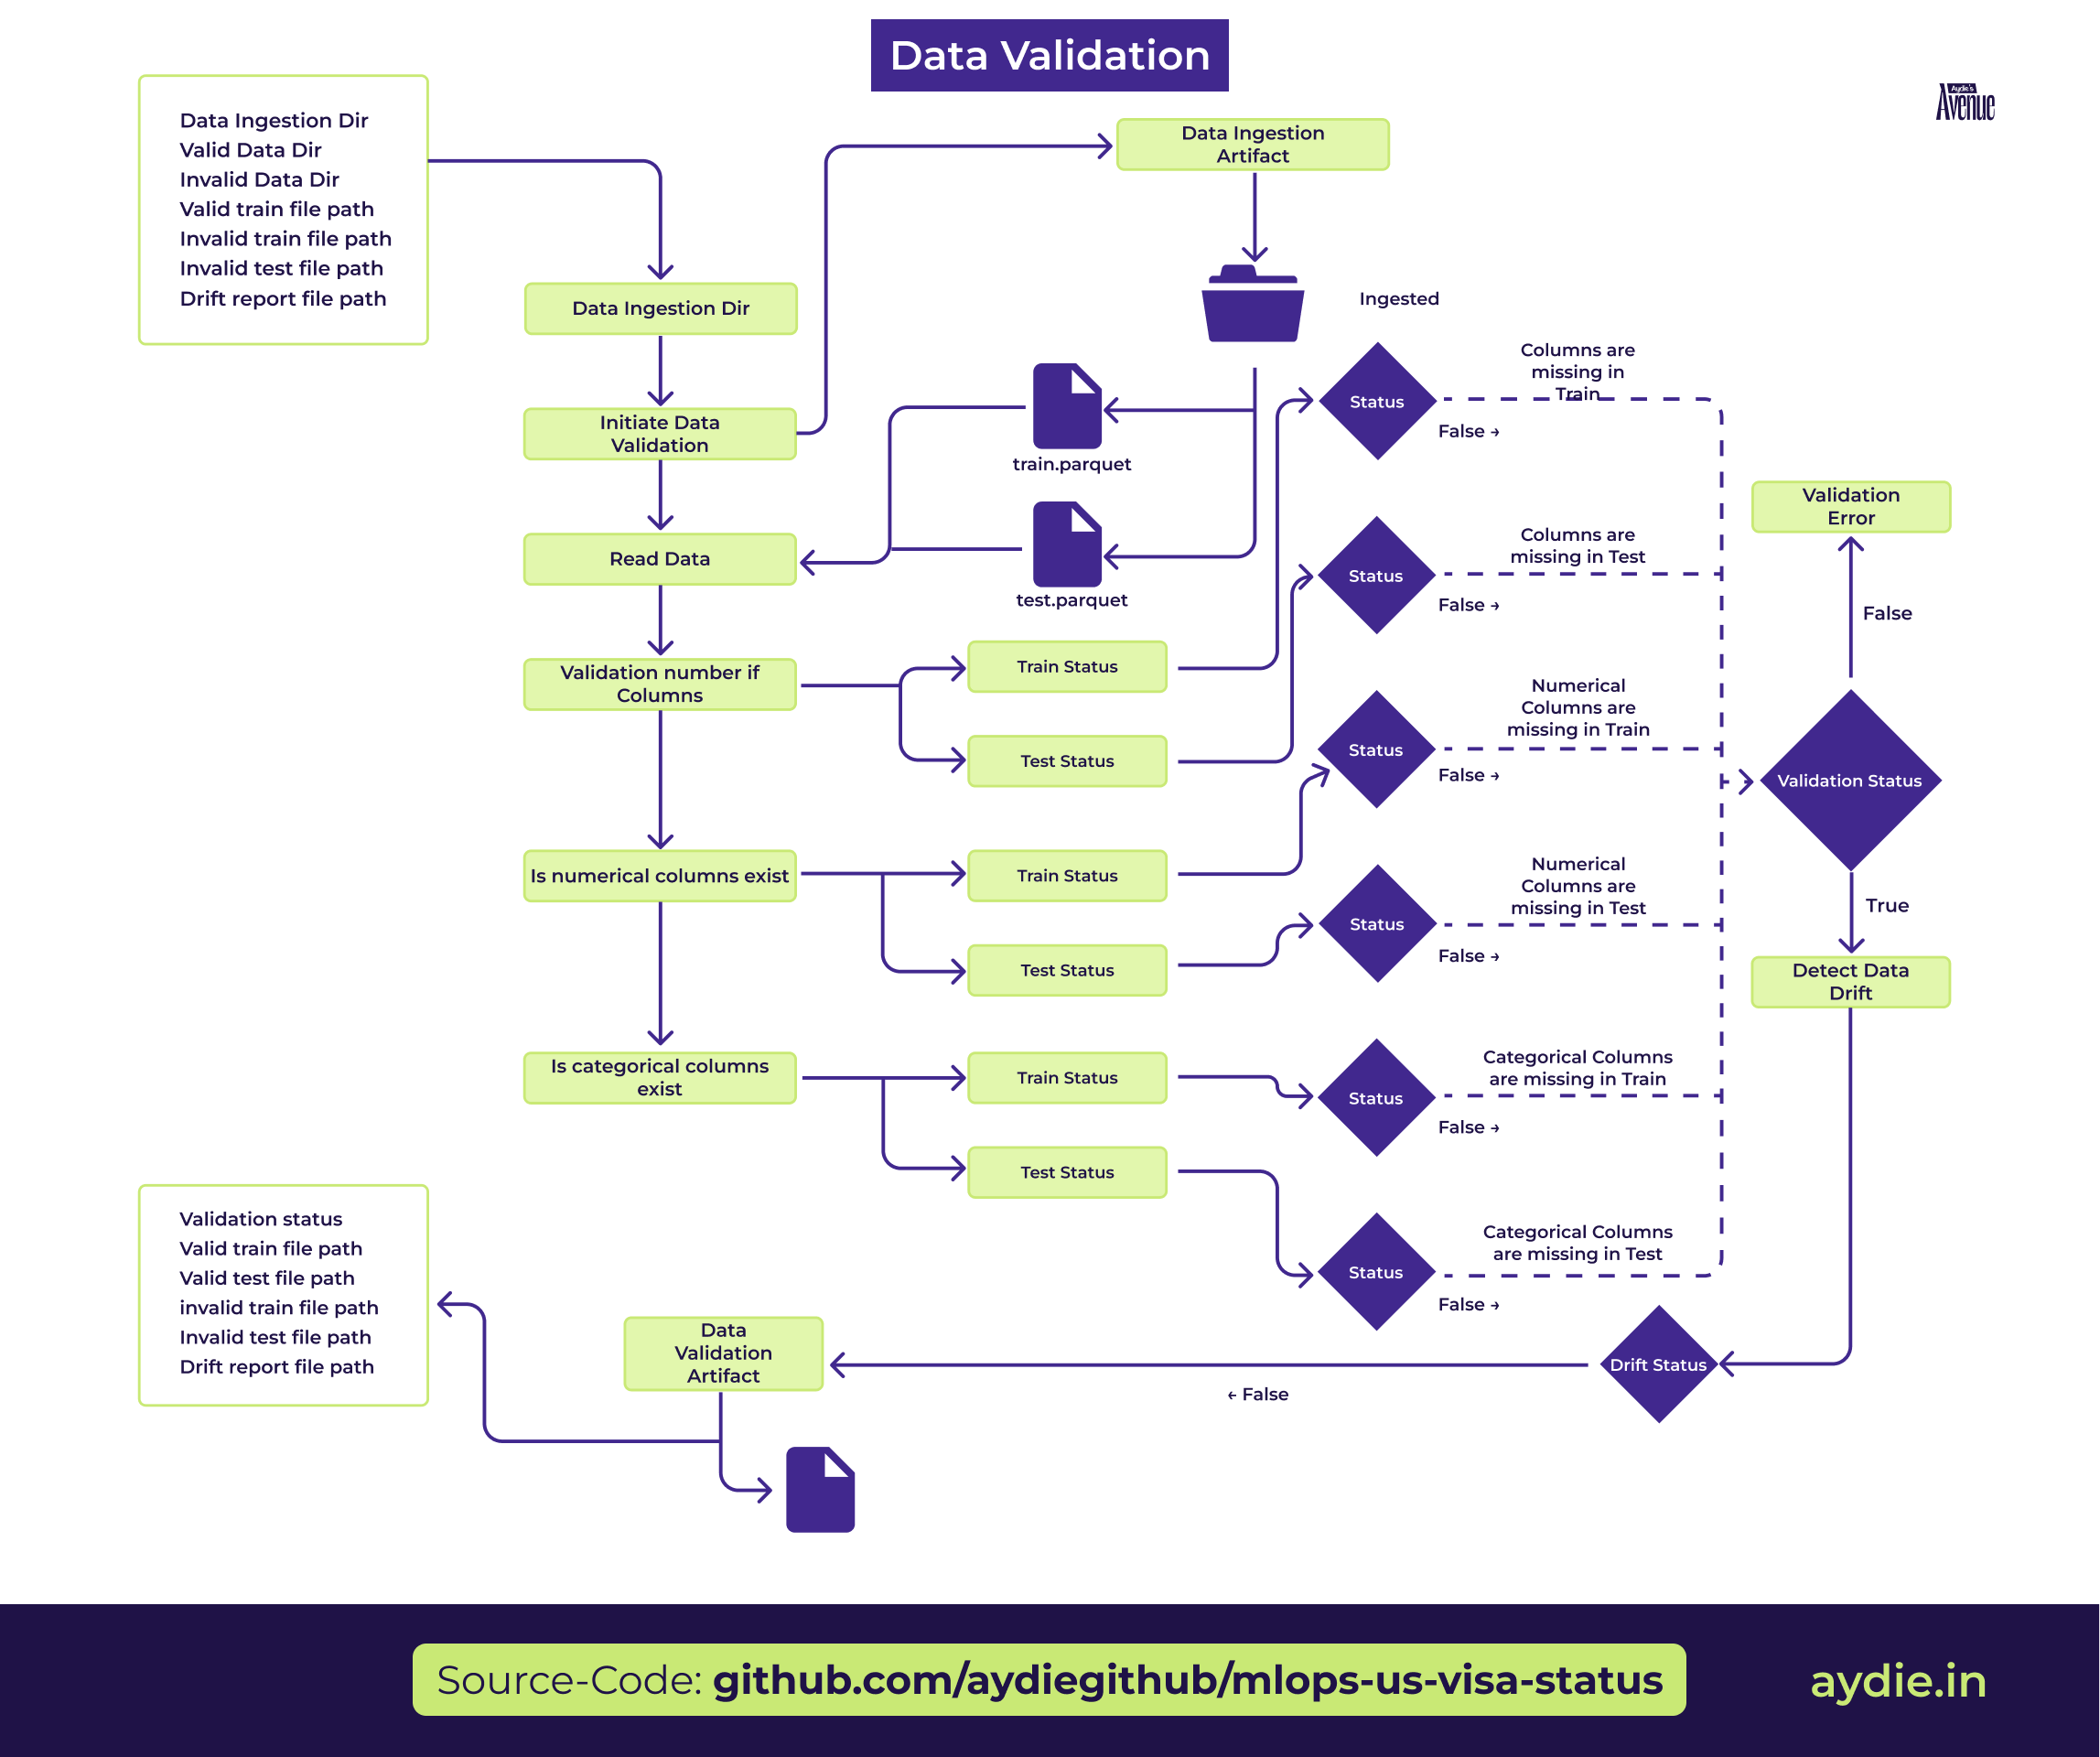 Data Validation
Aydie's
Avenue
Data Ingestion Dir
Valid Data Dir
Invalid Data Dir
Valid train file path
Invalid train file path
Invalid test file path
Drift report file path
Data Ingestion
Artifact
Data Ingestion Dir
Ingested
Initiate Data
Validation
train.parquet
Read Data
test.parquet
Validation number if
Columns
Train Status
Test Status
Is numerical columns exist
Train Status
Test Status
Is categorical columns
exist
Train Status
Test Status
Status
Columns are
missing in
Train
False →
Status
Columns are
missing in Test
False →
Status
Numerical
Columns are
missing in Train
False →
Status
Numerical
Columns are
missing in Test
False →
Status
Categorical Columns
are missing in Train
False →
Status
Categorical Columns
are missing in Test
False →
Validation
Error
False
Validation Status
True
Detect Data
Drift
Drift Status
← False
Data
Validation
Artifact
Validation status
Valid train file path
Valid test file path
invalid train file path
Invalid test file path
Drift report file path
Source-Code: github.com/aydiegithub/mlops-us-visa-status
aydie.in